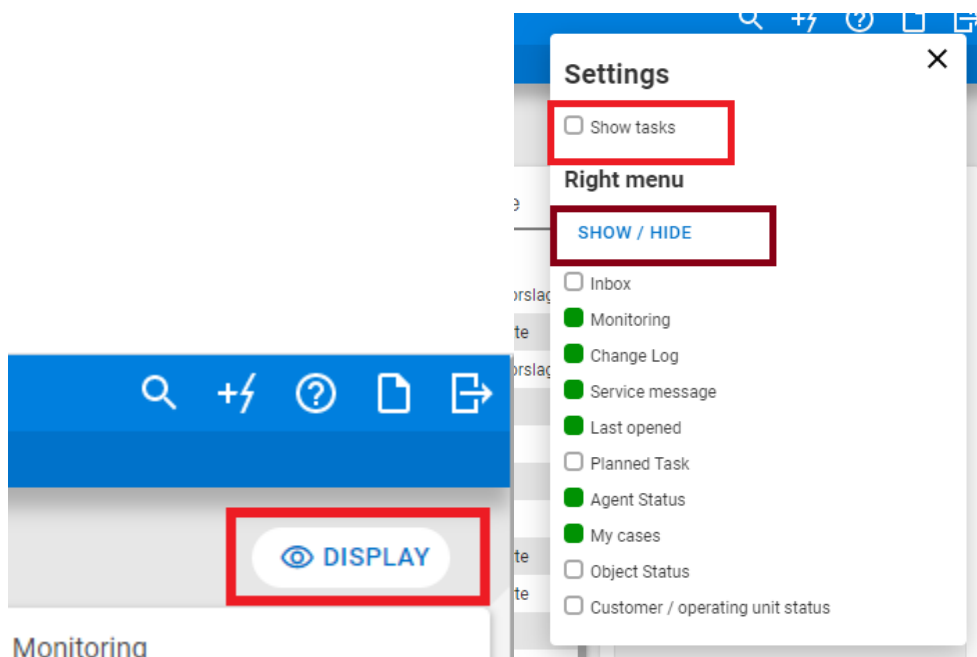 DISPLAY
Monitoring
Settings
Show tasks
Right menu
SHOW / HIDE
Inbox
Monitoring
Change Log
Service message
Last opened
Planned Task
Agent Status
My cases
Object Status
Customer / operating unit status